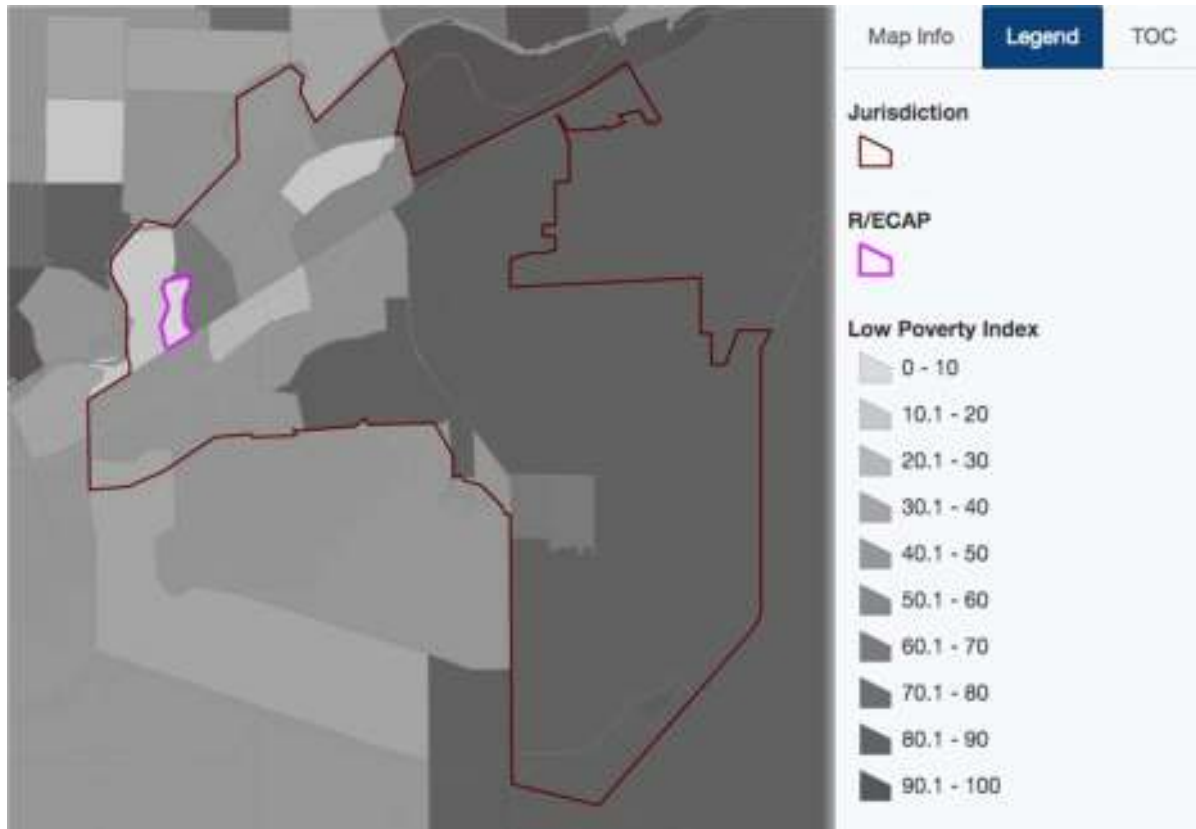 Map Info Legend TOC
Jurisdiction
R/ECAP
Low Poverty Index
0 - 10
10.1 - 20
20.1 - 30
30.1 - 40
40.1 - 50
50.1 - 60
60.1 - 70
70.1 - 80
80.1 - 90
90.1 - 100